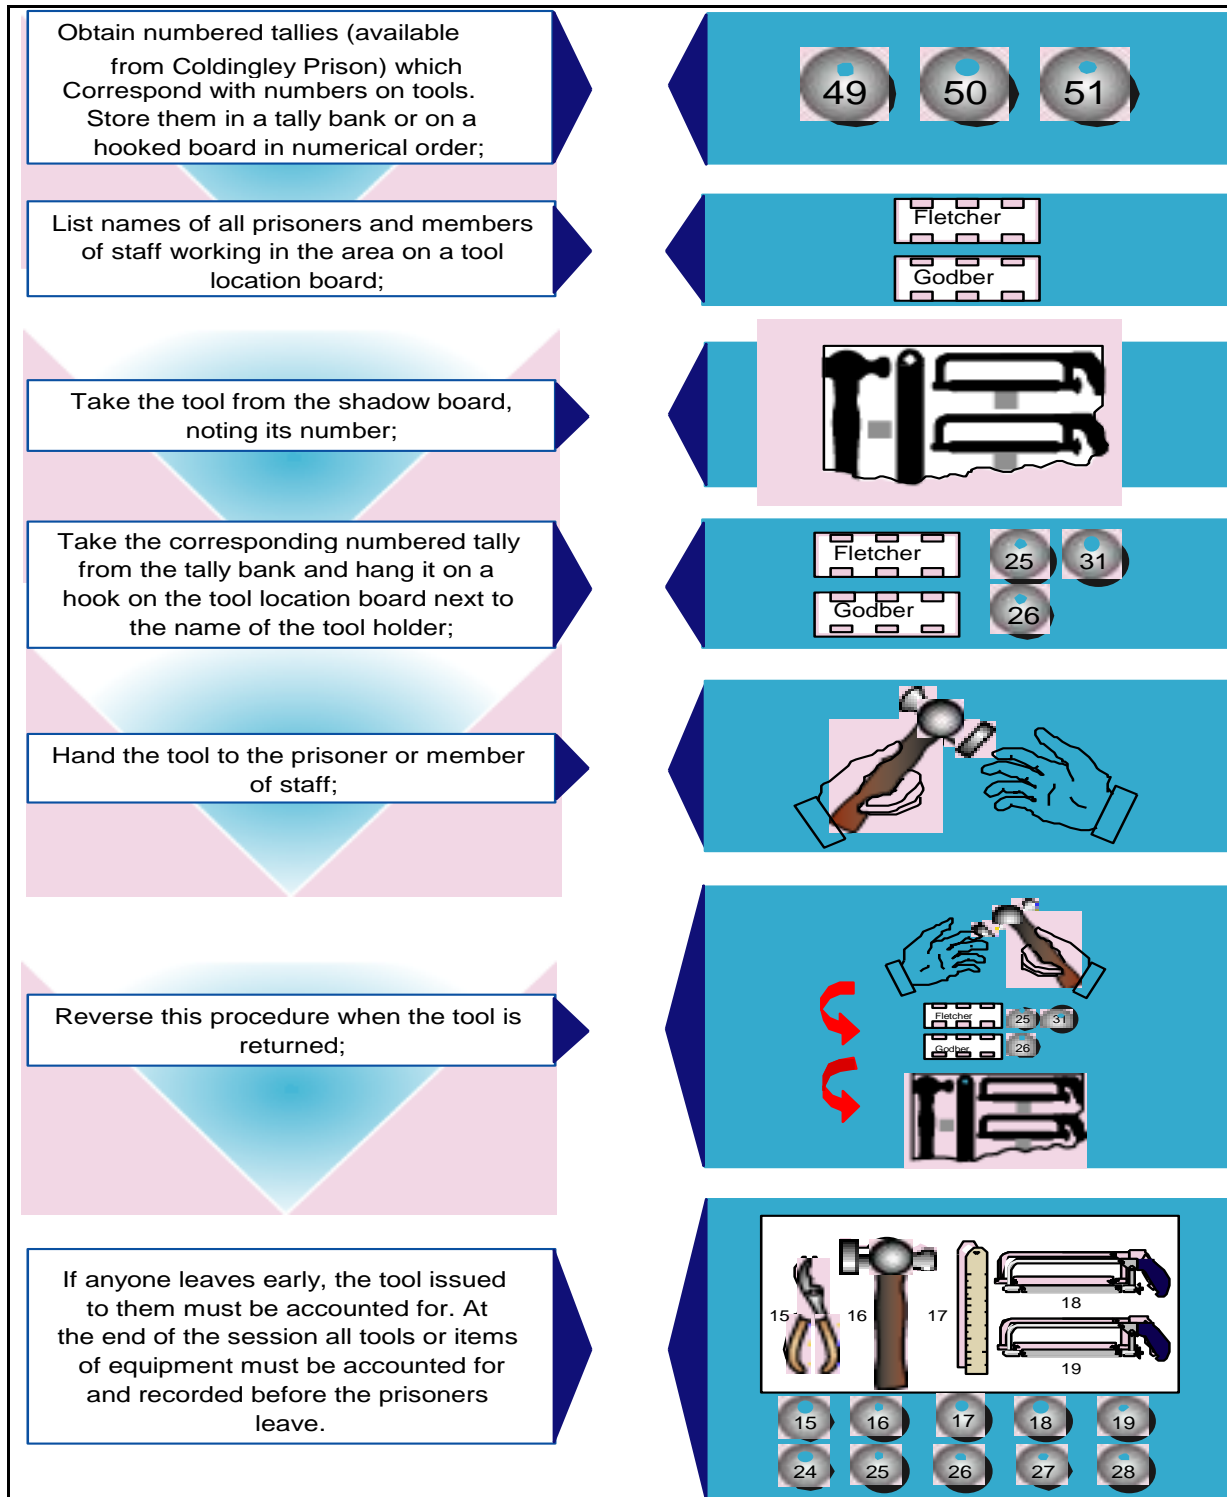 Obtain numbered tallies (available
from Coldingley Prison) which
Correspond with numbers on tools.
Store them in a tally bank or on a
hooked board in numerical order;
49 50 51
List names of all prisoners and members
of staff working in the area on a tool
location board;
Fletcher
Godber
Take the tool from the shadow board,
noting its number;
Take the corresponding numbered tally
from the tally bank and hang it on a
hook on the tool location board next to
the name of the tool holder;
Fletcher 25 31
Godber 26
Hand the tool to the prisoner or member
of staff;
Reverse this procedure when the tool is
returned;
Fletcher 25 31
Godber 26
If anyone leaves early, the tool issued
to them must be accounted for. At
the end of the session all tools or items
of equipment must be accounted for
and recorded before the prisoners
leave.
15 16 17 18
19
15 16 17 18 19
24 25 26 27 28